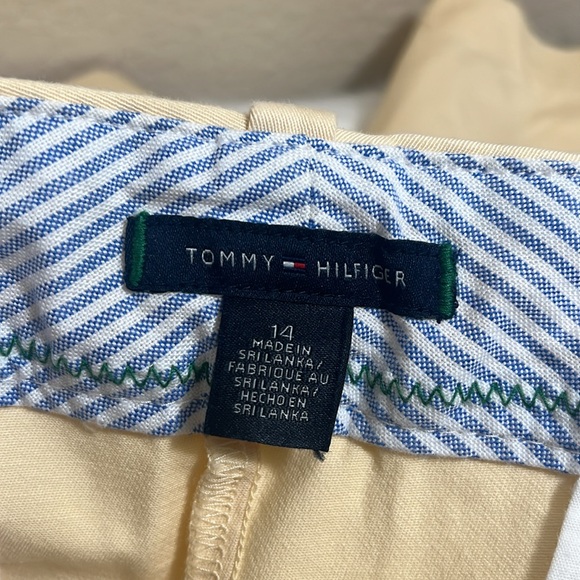 TOMMY HILFIGER
14
MADE IN
SRI LANKA/
FABRIQUE AU
SRI LANKA/
HECHO EN
SRI LANKA